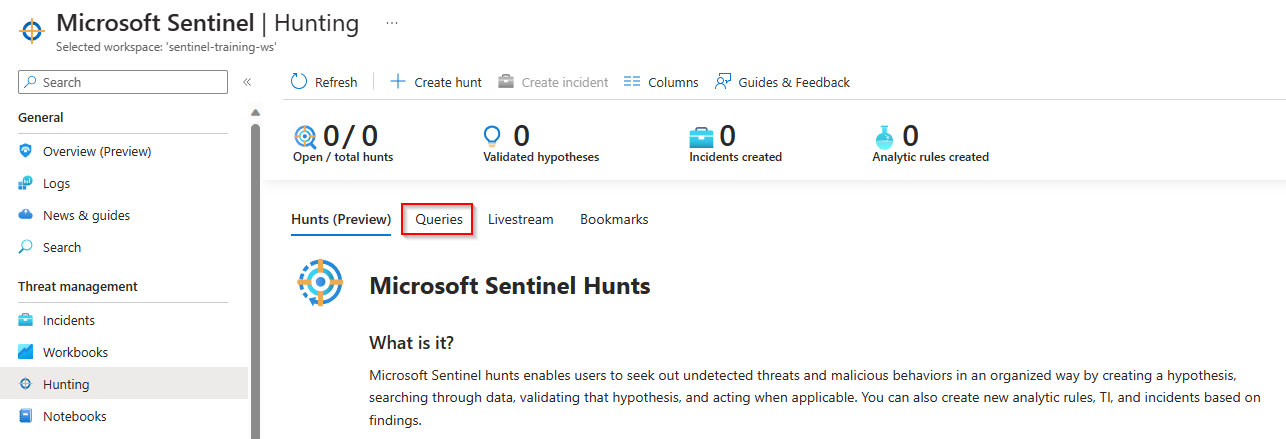 Microsoft Sentinel | Hunting ...
Selected workspace: 'sentinel-training-ws'
Search «
General
Overview (Preview)
Logs
News & guides
Search
Threat management
Incidents
Workbooks
Hunting
Notebooks
Refresh | + Create hunt Create incident Columns Guides & Feedback
0 / 0 0 0 0
Open / total hunts Validated hypotheses Incidents created Analytic rules created
Hunts (Preview) Queries Livestream Bookmarks
Microsoft Sentinel Hunts
What is it?
Microsoft Sentinel hunts enables users to seek out undetected threats and malicious behaviors in an organized way by creating a hypothesis,
searching through data, validating that hypothesis, and acting when applicable. You can also create new analytic rules, TI, and incidents based on
findings.